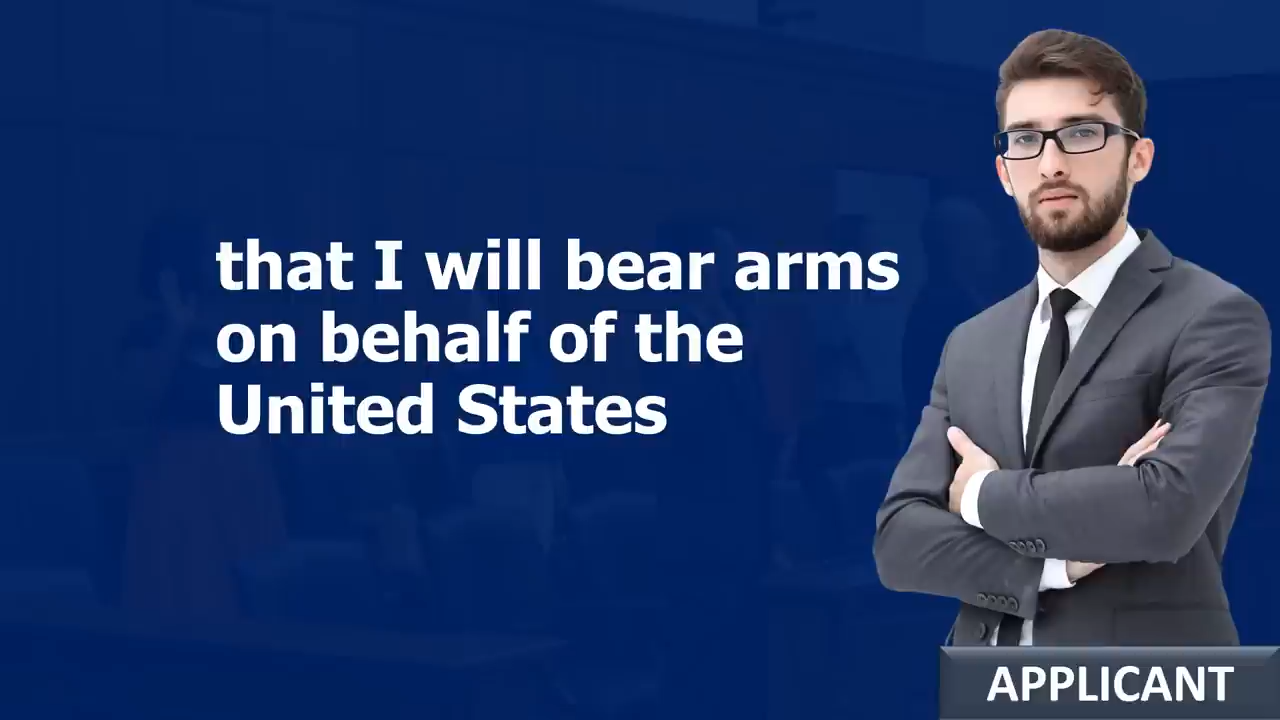 that I will bear arms
on behalf of the
United States
APPLICANT